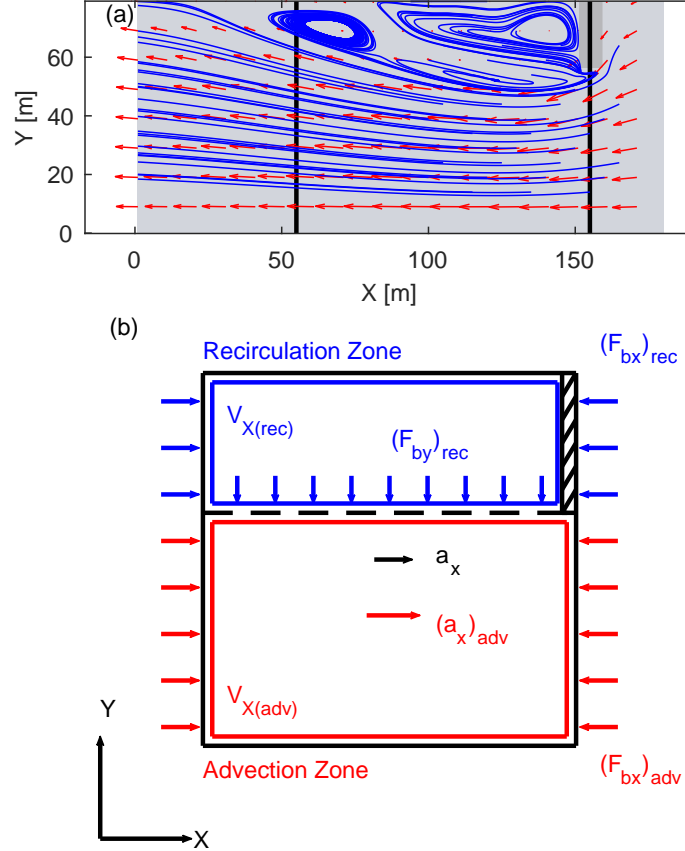 (a)
80
60
40
20
0
Y [m]
0 50 100 150
X [m]
(b)
Recirculation Zone (F_bx)_rec
V_X(rec)
(F_by)_rec
a_x
(a_x)_adv
V_X(adv)
Y
Advection Zone (F_bx)_adv
X